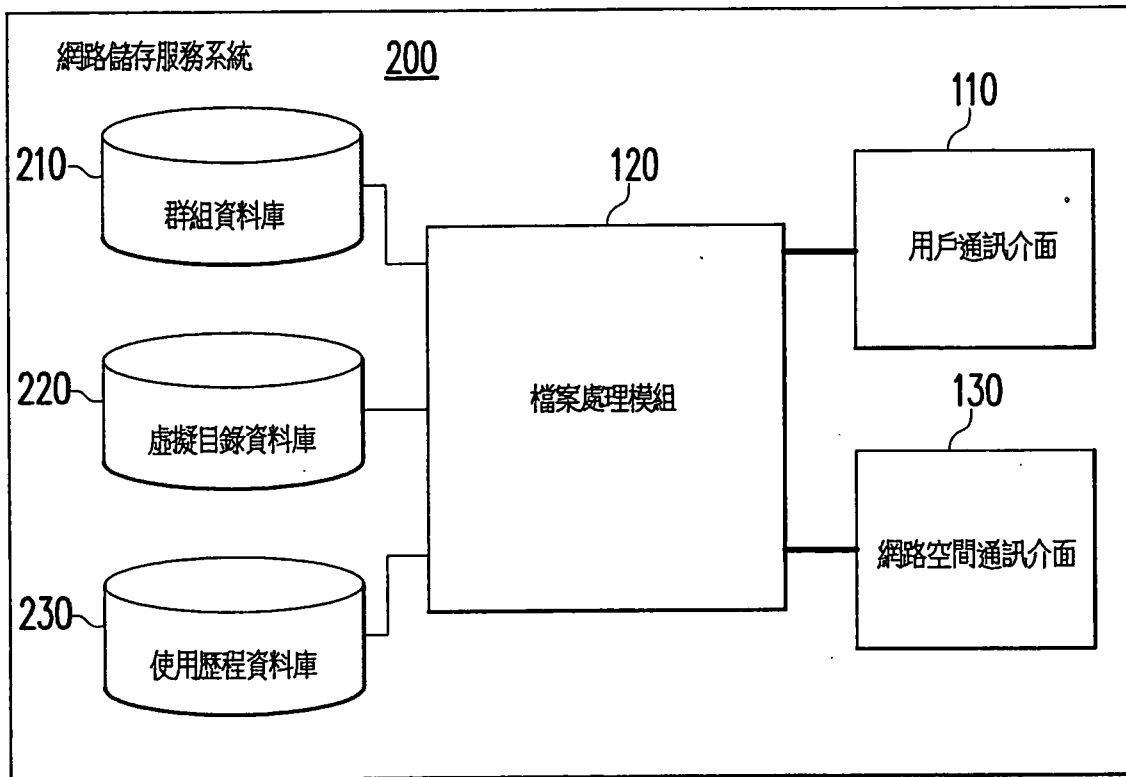 網路儲存服務系統
200
210
群組資料庫
220
虛擬目錄資料庫
230
使用歷程資料庫
120
檔案處理模組
110
用戶通訊介面
130
網路空間通訊介面